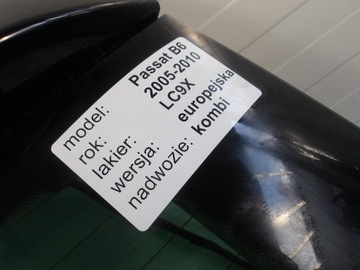 model: Passat B6
rok: 2005-2010
lakier: LC9X
wersja: europejska
nadwozie: kombi